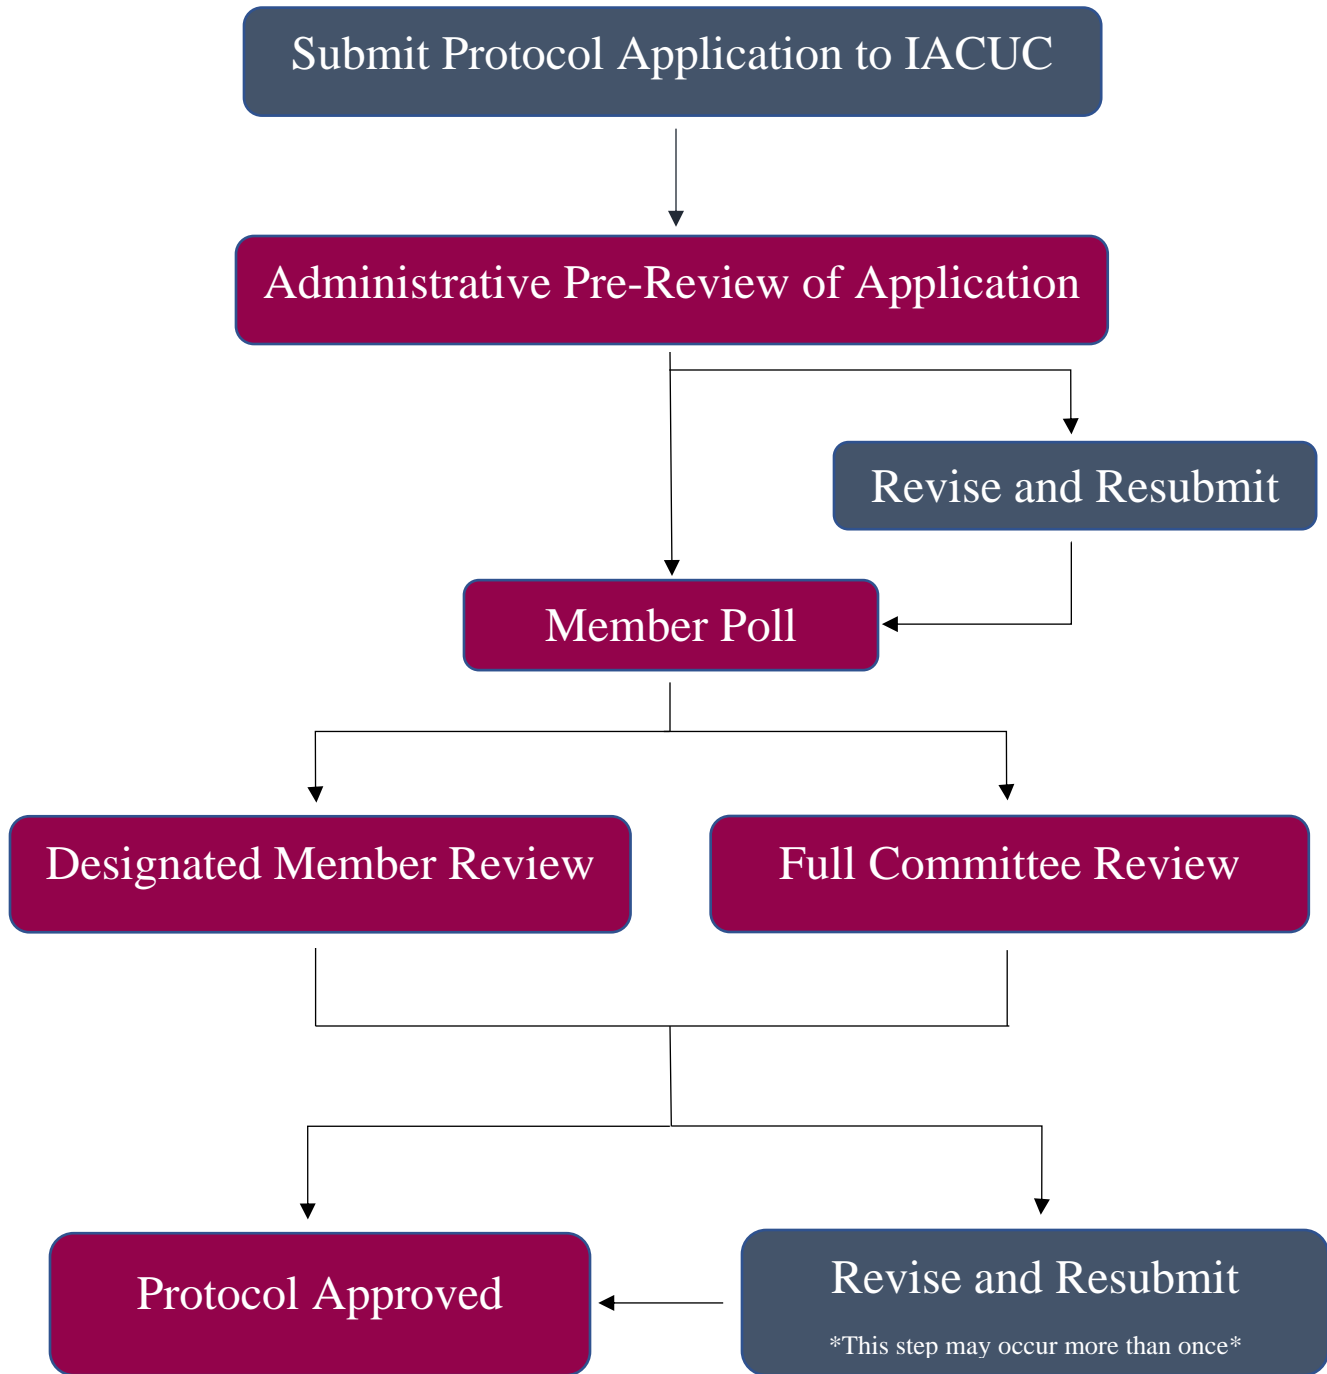 Submit Protocol Application to IACUC
Administrative Pre-Review of Application
Revise and Resubmit
Member Poll
Designated Member Review
Full Committee Review
Protocol Approved
Revise and Resubmit
*This step may occur more than once*